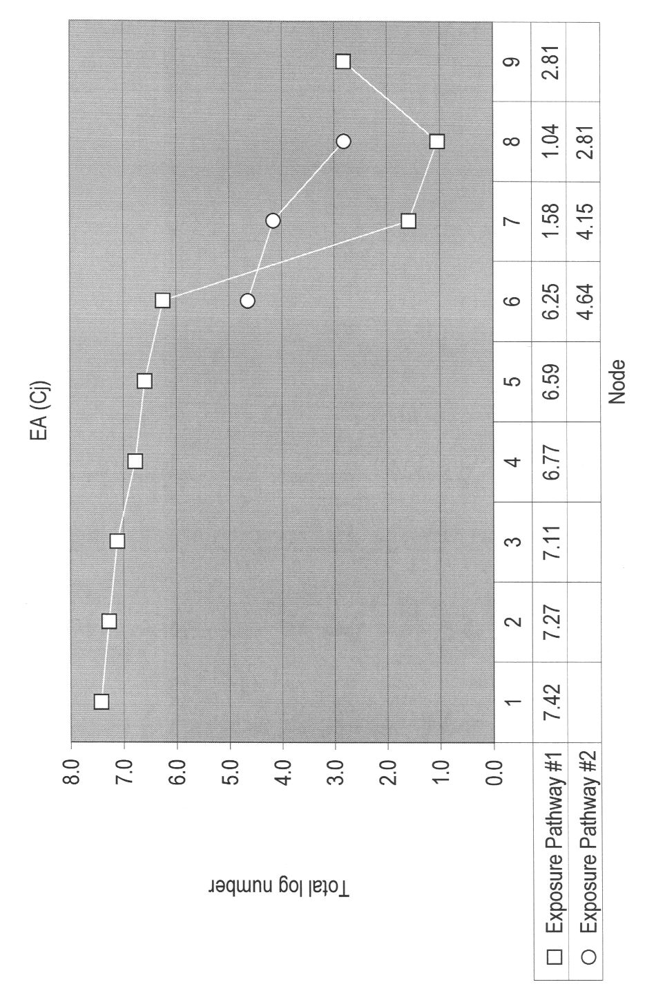 EA (Cj)
Total log number
8.0
7.0
6.0
5.0
4.0
3.0
2.0
1.0
0.0
1 2 3 4 5 6 7 8 9
Exposure Pathway #1 7.42 7.27 7.11 6.77 6.59 6.25 1.58 1.04 2.81
Exposure Pathway #2 4.64 4.15 2.81
Node